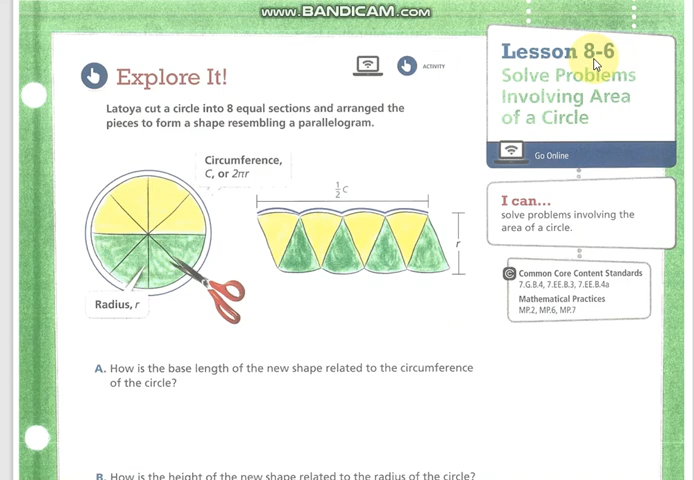 www.BANDICAM.com
Explore It!
ACTIVITY
Latoya cut a circle into 8 equal sections and arranged the
pieces to form a shape resembling a parallelogram.
Circumference,
C, or 2πr
1/2 C
r
Radius, r
A. How is the base length of the new shape related to the circumference
of the circle?
B. How is the height of the new shape related to the radius of the circle?
Lesson 8-6
Solve Problems
Involving Area
of a Circle
Go Online
I can...
solve problems involving the
area of a circle.
C Common Core Content Standards
7.G.B.4, 7.EE.B.3, 7.EE.B.4a
Mathematical Practices
MP.2, MP.6, MP.7